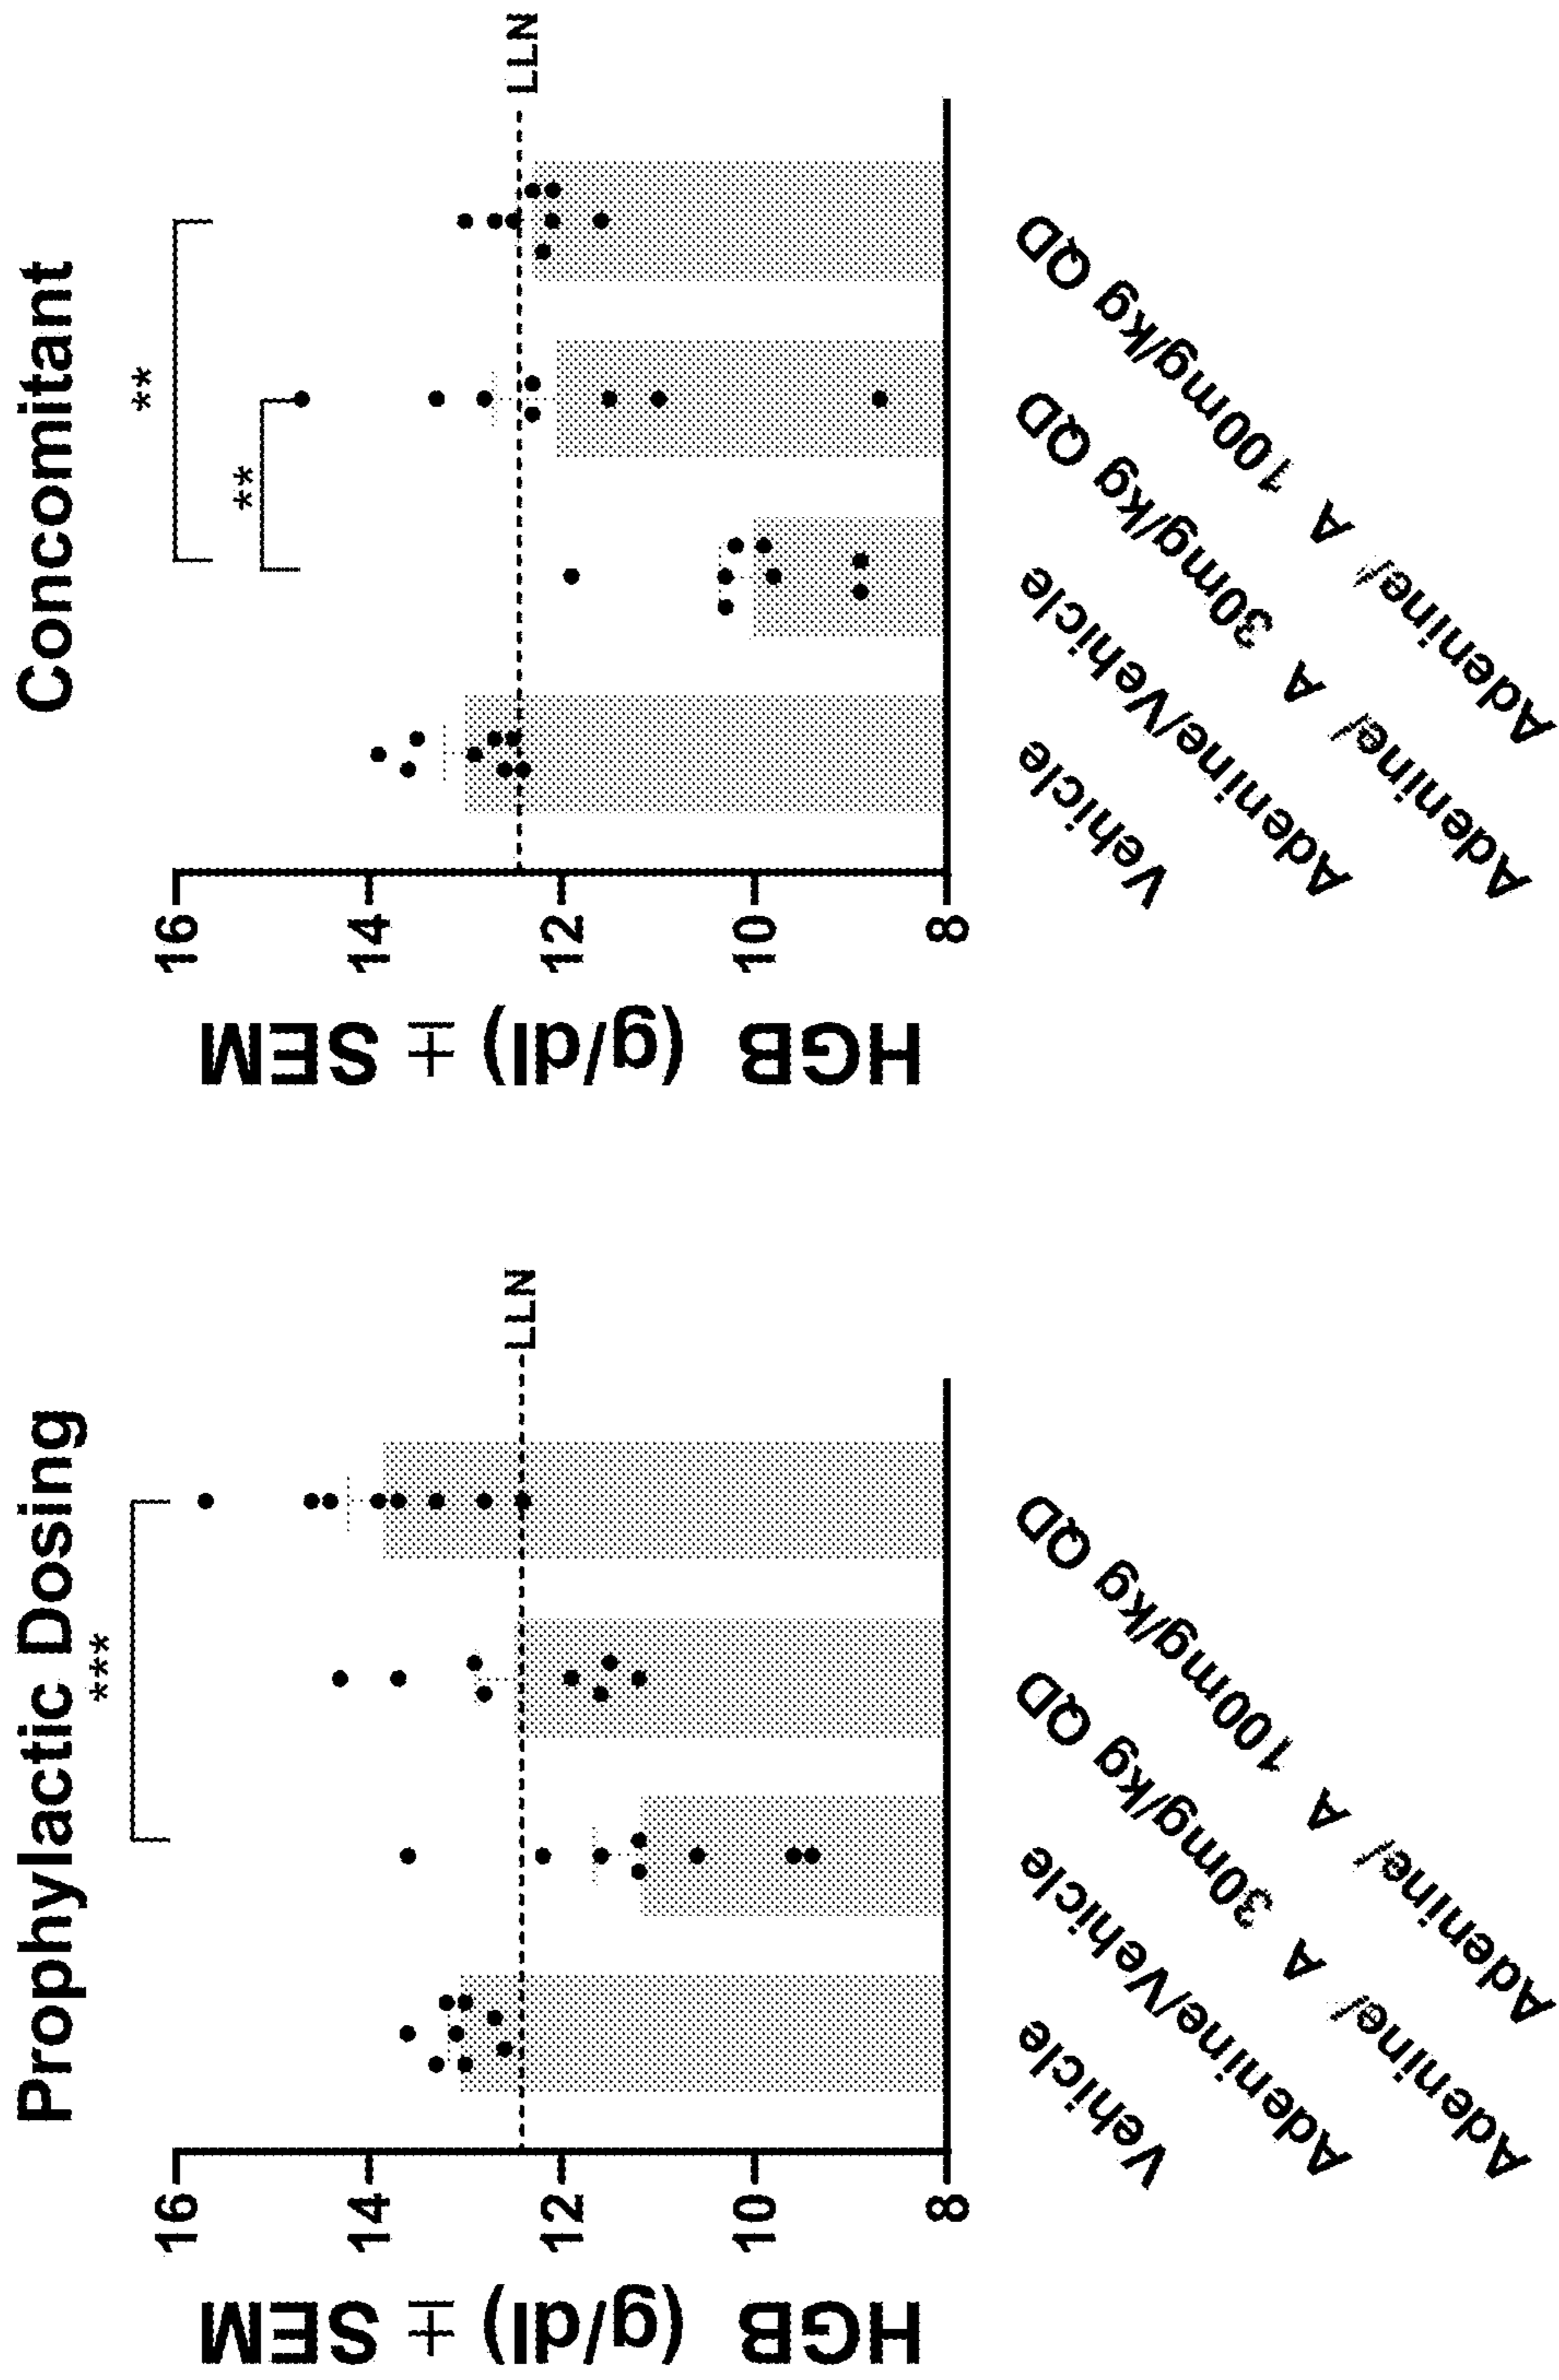 Prophylactic Dosing
***
HGB (g/dl) ± SEM
16
14
12
10
8
LLN
Vehicle
Adenine/Vehicle
Adenine/ A 30mg/kg QD
Adenine/ A 100mg/kg QD
Concomitant
**
**
HGB (g/dl) ± SEM
16
14
12
10
8
LLN
Vehicle
Adenine/Vehicle
Adenine/ A 30mg/kg QD
Adenine/ A 100mg/kg QD